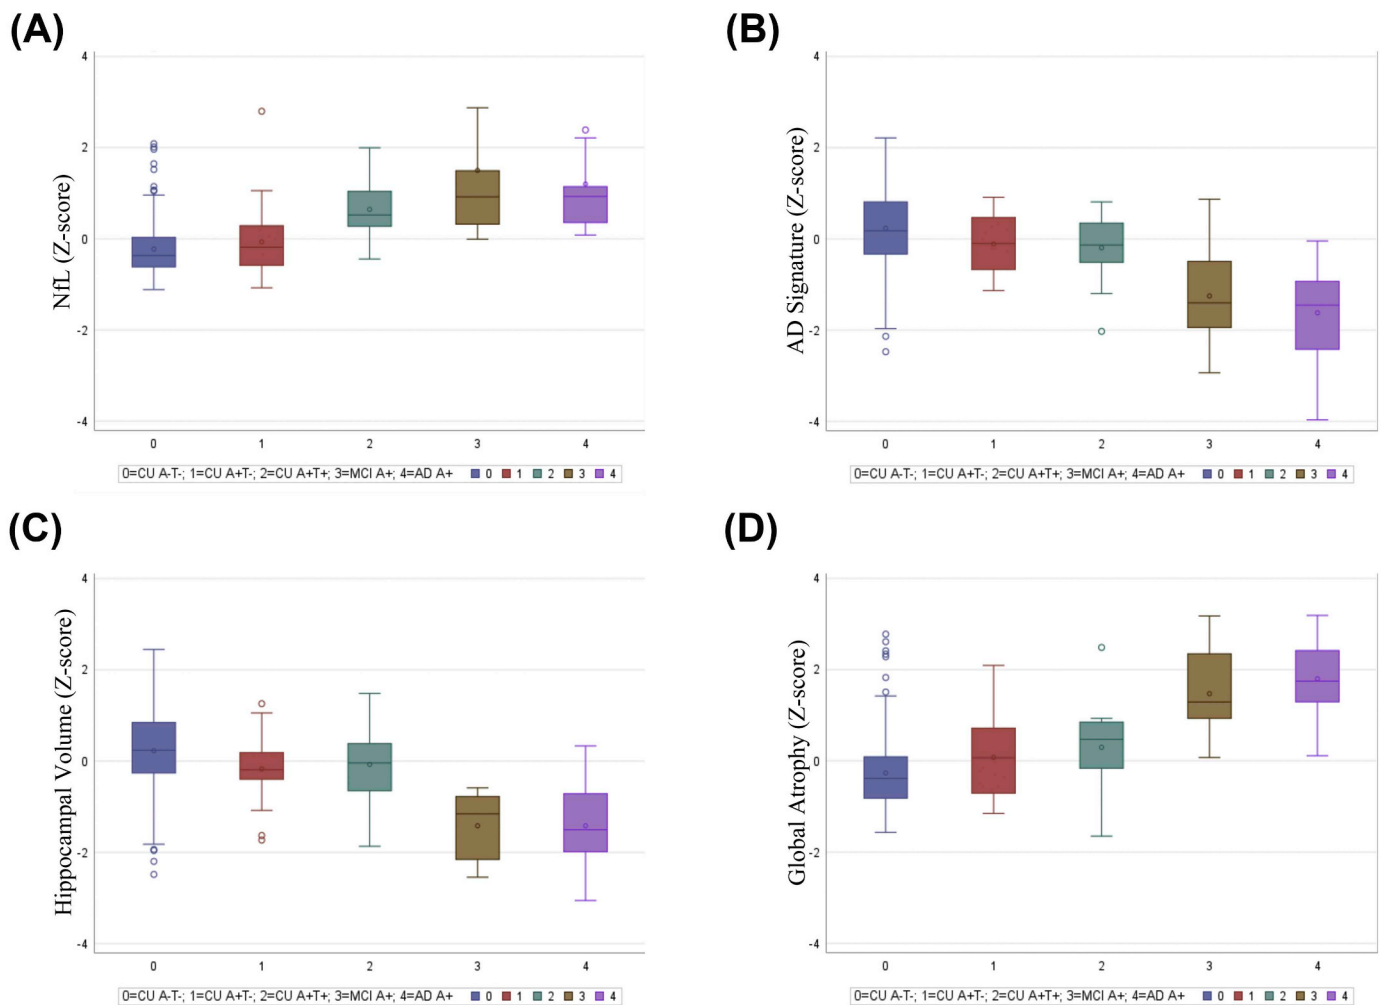 (A)
4
2
0
-2
-4
NfL (Z-score)
0 1 2 3 4
0=CU A-T-; 1=CU A+T-; 2=CU A+T+; 3=MCI A+; 4=AD A+ 0 1 2 3 4
(B)
4
2
0
-2
-4
AD Signature (Z-score)
0 1 2 3 4
0=CU A-T-; 1=CU A+T-; 2=CU A+T+; 3=MCI A+; 4=AD A+ 0 1 2 3 4
(C)
4
2
0
-2
-4
Hippocampal Volume (Z-score)
0 1 2 3 4
0=CU A-T-; 1=CU A+T-; 2=CU A+T+; 3=MCI A+; 4=AD A+ 0 1 2 3 4
(D)
4
2
0
-2
-4
Global Atrophy (Z-score)
0 1 2 3 4
0=CU A-T-; 1=CU A+T-; 2=CU A+T+; 3=MCI A+; 4=AD A+ 0 1 2 3 4